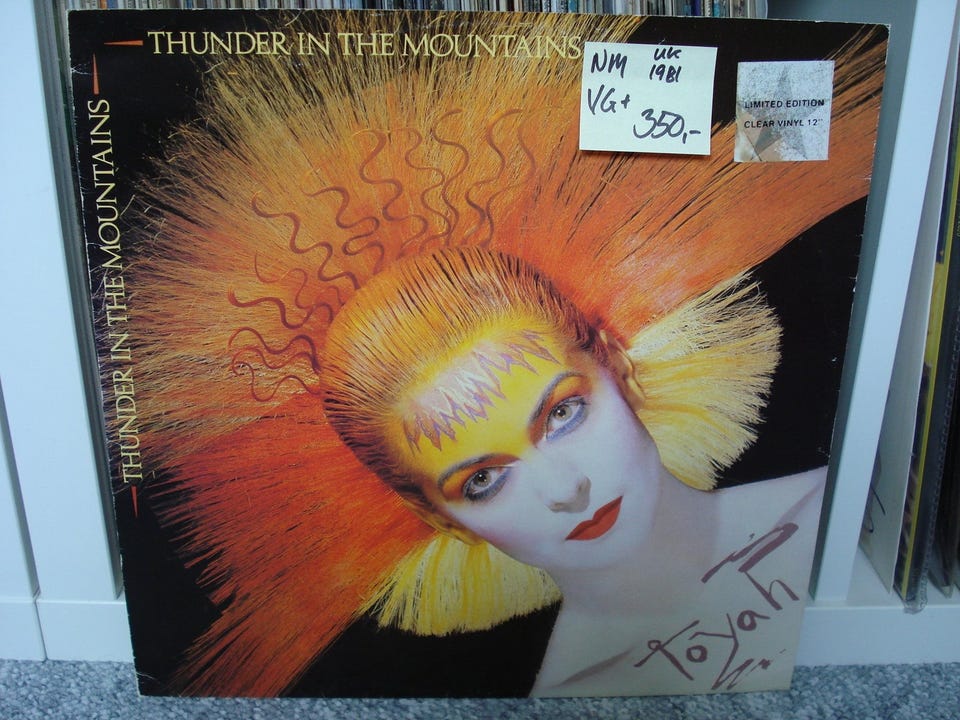 THUNDER IN THE MOUNTAINS
THUNDER IN THE MOUNTAINS
NM UK
1981
VG+
350,-
LIMITED EDITION
CLEAR VINYL 12"
Toyah